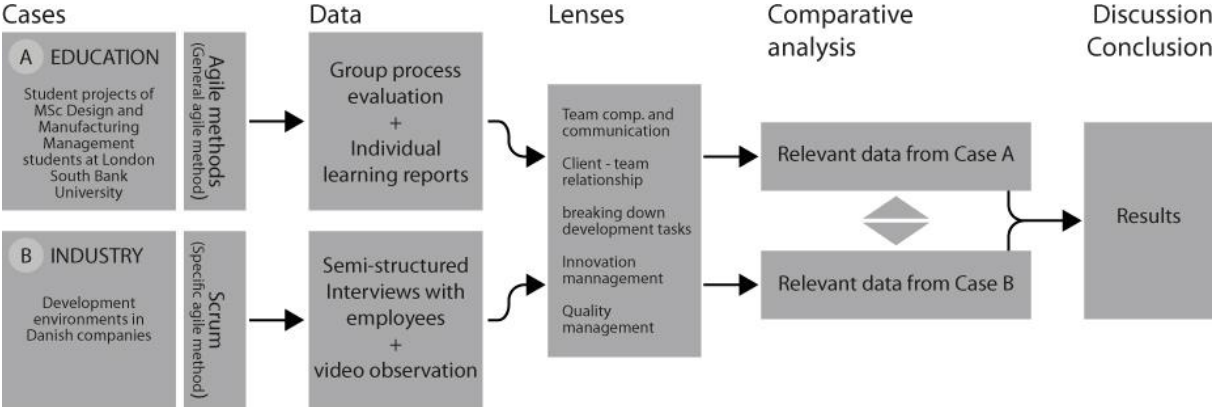 Cases
Data
Lenses
Comparative
analysis
Discussion
Conclusion
A EDUCATION
Student projects of
MSc Design and
Manufacturing
Management
students at London
South Bank
University
Agile methods
(General agile method)
Group process
evaluation
+
Individual
learning reports
B INDUSTRY
Development
environments in
Danish companies
Scrum
(Specific agile method)
Semi-structured
Interviews with
employees
+
video observation
Team comp. and
communication
Client - team
relationship
breaking down
development tasks
Innovation
mannagement
Quality
management
Relevant data from Case A
Relevant data from Case B
Results